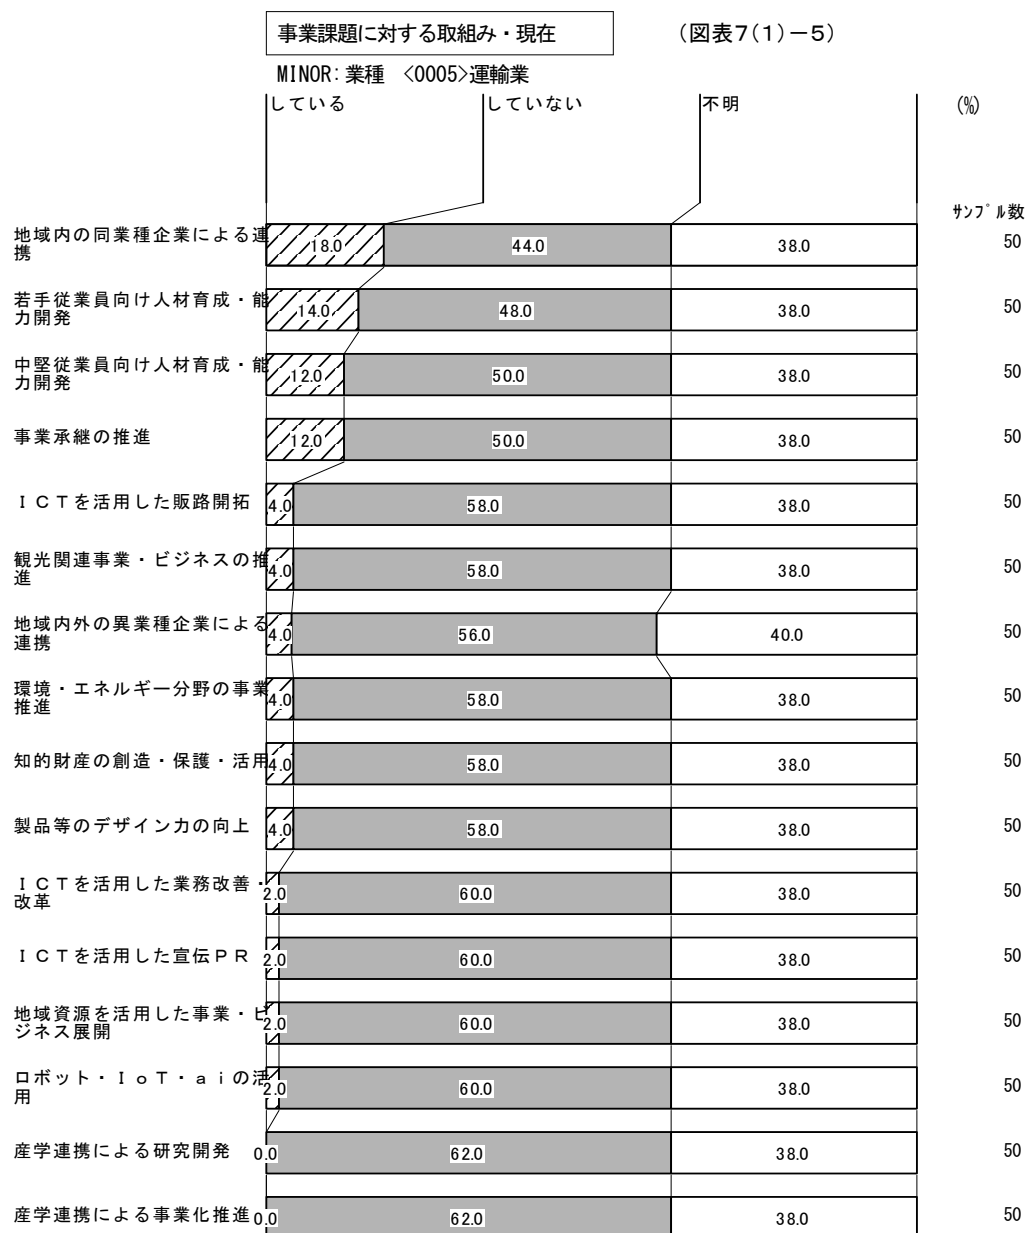 事業課題に対する取組み・現在 （図表7(1)－5）
MINOR:業種 <0005>運輸業
している していない 不明 (%)
ｻﾝﾌﾟﾙ数
地域内の同業種企業による連
携
18.0 44.0 38.0 50
若手従業員向け人材育成・能
力開発
14.0 48.0 38.0 50
中堅従業員向け人材育成・能
力開発
12.0 50.0 38.0 50
事業承継の推進 12.0 50.0 38.0 50
ＩＣＴを活用した販路開拓 4.0 58.0 38.0 50
観光関連事業・ビジネスの推
進
4.0 58.0 38.0 50
地域内外の異業種企業による
連携
4.0 56.0 40.0 50
環境・エネルギー分野の事業
推進
4.0 58.0 38.0 50
知的財産の創造・保護・活用 4.0 58.0 38.0 50
製品等のデザイン力の向上 4.0 58.0 38.0 50
ＩＣＴを活用した業務改善・
改革
2.0 60.0 38.0 50
ＩＣＴを活用した宣伝ＰＲ 2.0 60.0 38.0 50
地域資源を活用した事業・ビ
ジネス展開
2.0 60.0 38.0 50
ロボット・ＩｏＴ・ａｉの活
用
2.0 60.0 38.0 50
産学連携による研究開発 0.0 62.0 38.0 50
産学連携による事業化推進 0.0 62.0 38.0 50